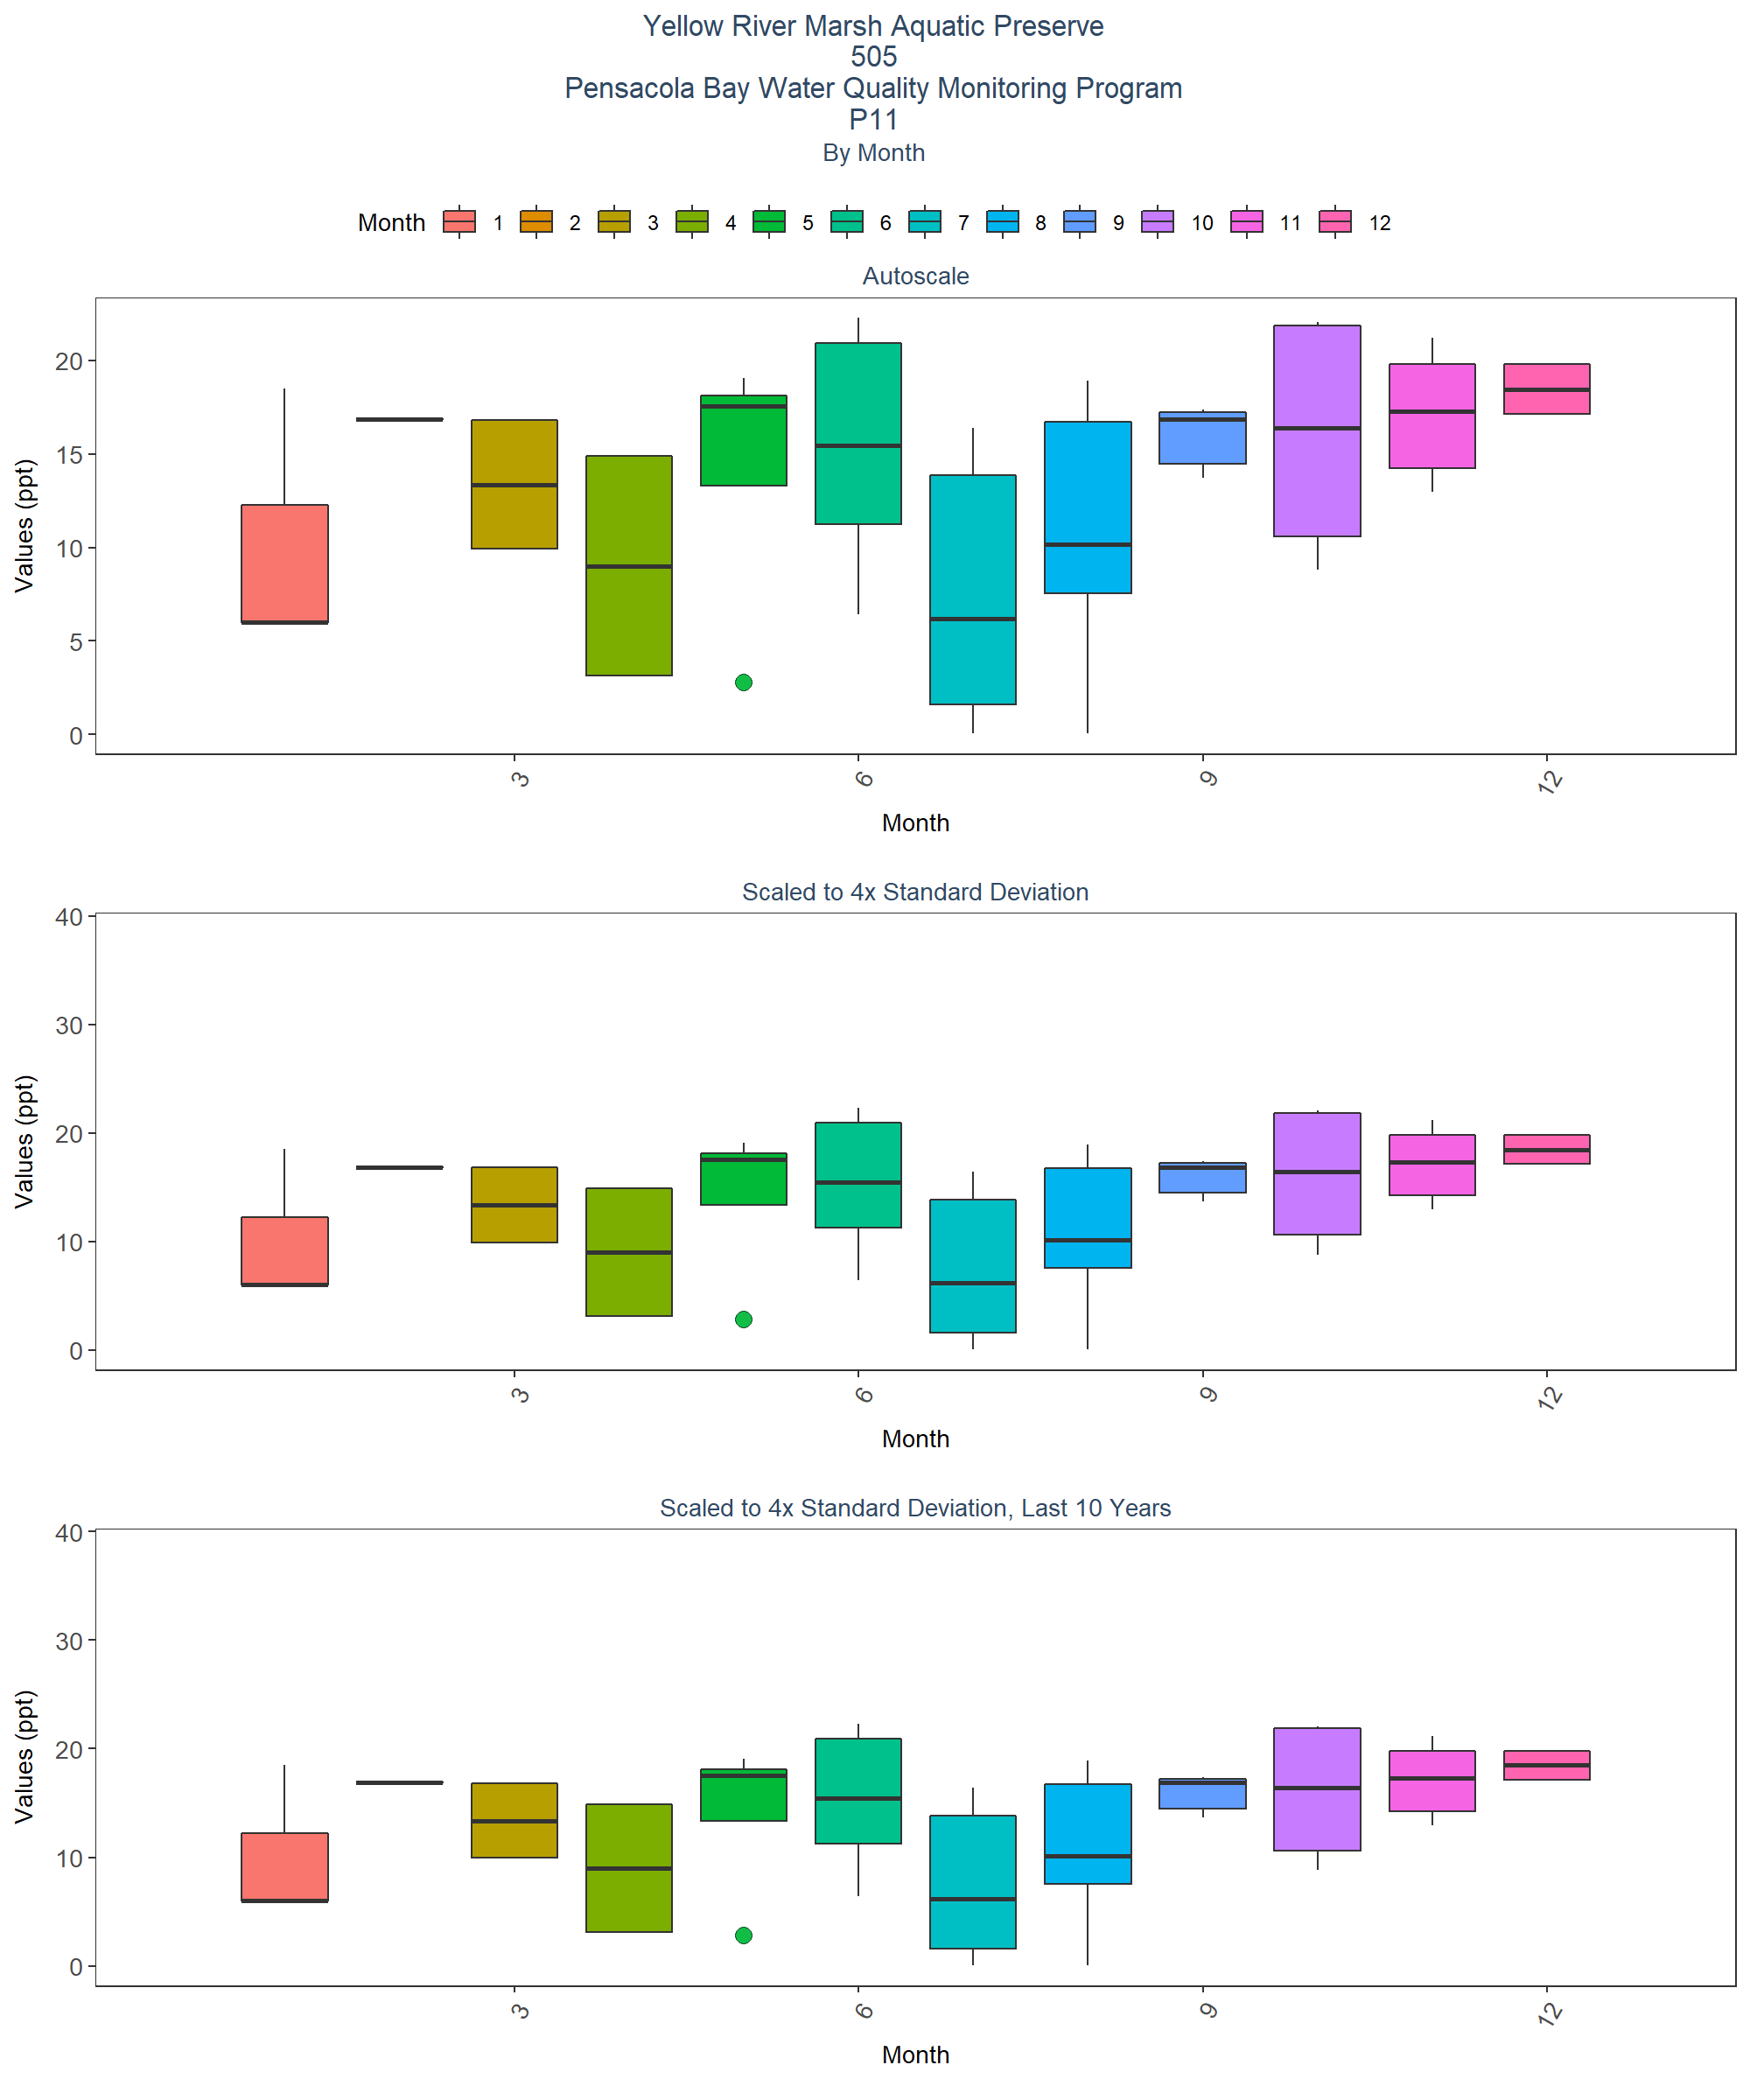 Yellow River Marsh Aquatic Preserve
505
Pensacola Bay Water Quality Monitoring Program
P11
By Month
Month 1 2 3 4 5 6 7 8 9 10 11 12
Autoscale
Values (ppt)
20
15
10
5
0
3 6 9 12
Month
Scaled to 4x Standard Deviation
Values (ppt)
40
30
20
10
0
3 6 9 12
Month
Scaled to 4x Standard Deviation, Last 10 Years
Values (ppt)
40
30
20
10
0
3 6 9 12
Month